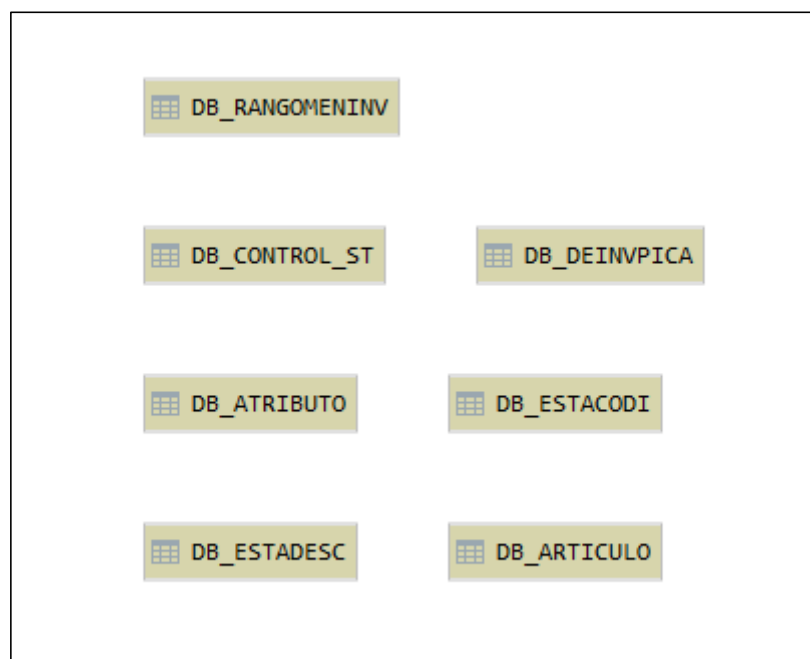 DB_RANGOMENINV
DB_CONTROL_ST
DB_DEINVPICA
DB_ATRIBUTO
DB_ESTACODI
DB_ESTADESC
DB_ARTICULO